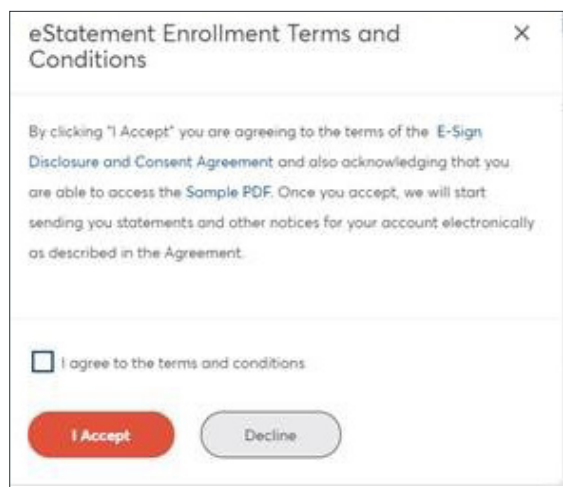 eStatement Enrollment Terms and
Conditions
By clicking "I Accept" you are agreeing to the terms of the E-Sign
Disclosure and Consent Agreement and also acknowledging that you
are able to access the Sample PDF. Once you accept, we will start
sending you statements and other notices for your account electronically
as described in the Agreement.
I agree to the terms and conditions
I Accept
Decline